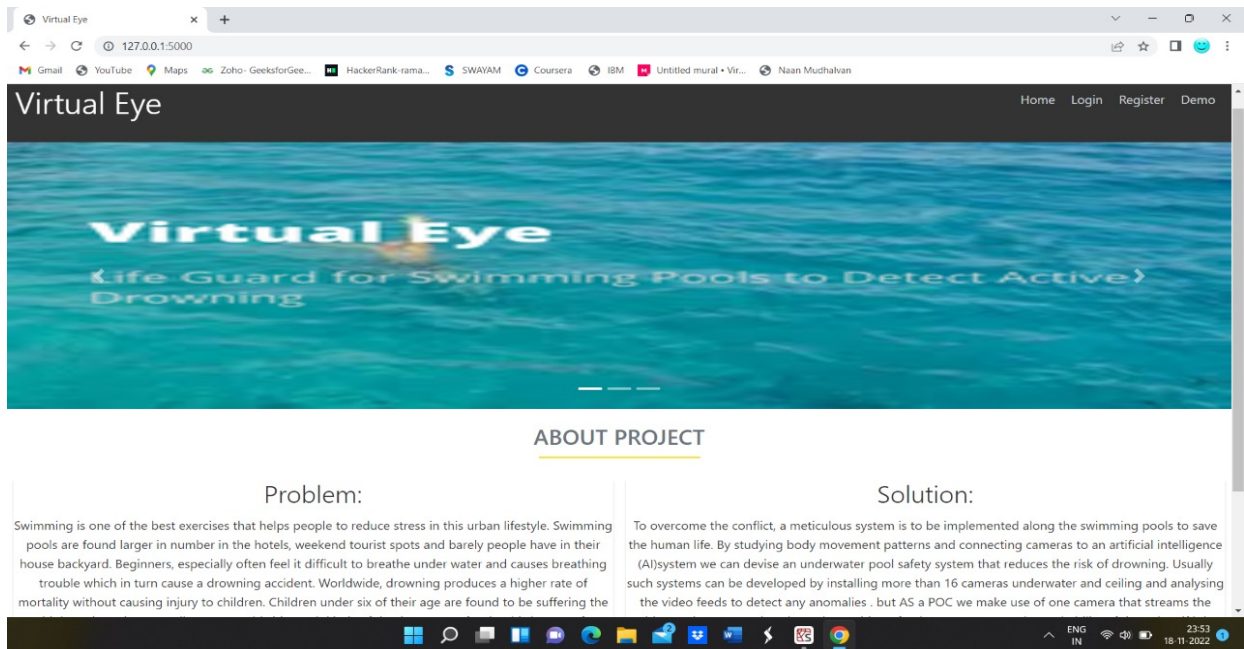 Virtual Eye
127.0.0.1:5000
Gmail YouTube Maps Zoho- GeeksforGee... HackerRank-rama... SWAYAM Coursera IBM Untitled mural • Vir... Naan Mudhalvan
Virtual Eye Home Login Register Demo
Virtual Eye
Life Guard for Swimming Pools to Detect Active
Drowning
ABOUT PROJECT
Problem:
Swimming is one of the best exercises that helps people to reduce stress in this urban lifestyle. Swimming
pools are found larger in number in the hotels, weekend tourist spots and barely people have in their
house backyard. Beginners, especially often feel it difficult to breathe under water and causes breathing
trouble which in turn cause a drowning accident. Worldwide, drowning produces a higher rate of
mortality without causing injury to children. Children under six of their age are found to be suffering the
Solution:
To overcome the conflict, a meticulous system is to be implemented along the swimming pools to save
the human life. By studying body movement patterns and connecting cameras to an artificial intelligence
(AI)system we can devise an underwater pool safety system that reduces the risk of drowning. Usually
such systems can be developed by installing more than 16 cameras underwater and ceiling and analysing
the video feeds to detect any anomalies . but AS a POC we make use of one camera that streams the
ENG
IN
23:53
18-11-2022
1